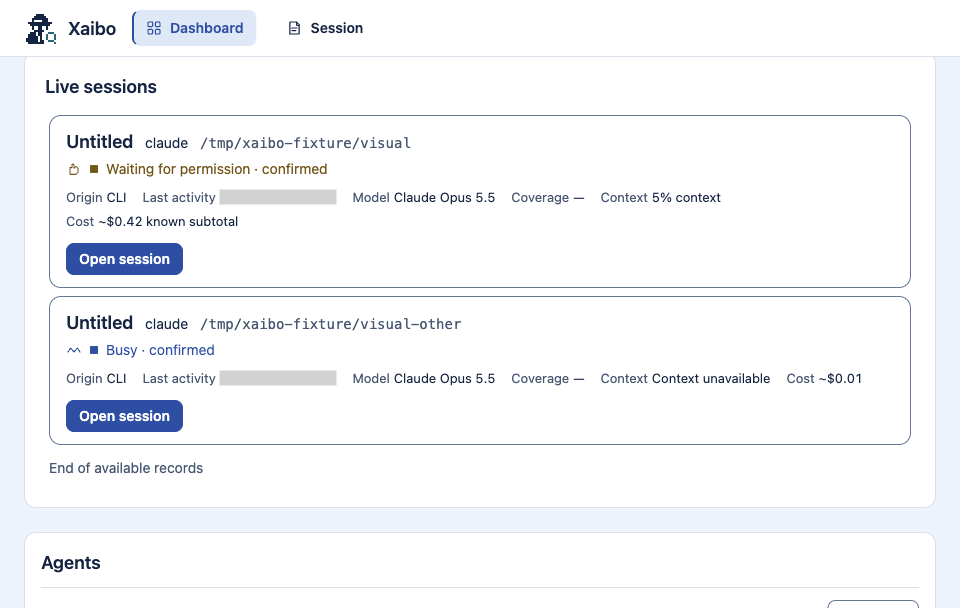 Xaibo Dashboard Session
Live sessions
Untitled claude /tmp/xaibo-fixture/visual
Waiting for permission · confirmed
Origin CLI Last activity Model Claude Opus 5.5 Coverage — Context 5% context
Cost ~$0.42 known subtotal
Open session
Untitled claude /tmp/xaibo-fixture/visual-other
Busy · confirmed
Origin CLI Last activity Model Claude Opus 5.5 Coverage — Context Context unavailable Cost ~$0.01
Open session
End of available records
Agents